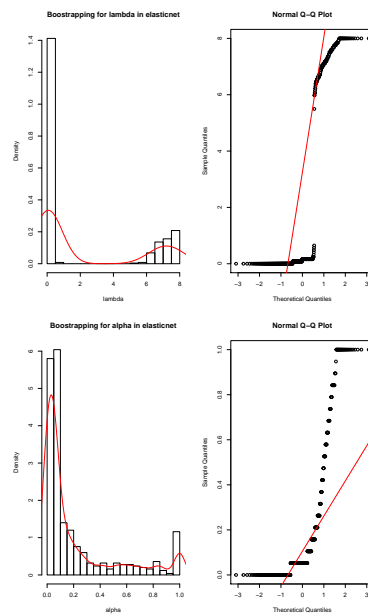 Boostrapping for lambda in elasticnet
Normal Q-Q Plot
Density
0.0 0.2 0.4 0.6 0.8 1.0 1.2 1.4
0 2 4 6 8
lambda
Sample Quantiles
0 2 4 6 8
-3 -2 -1 0 1 2 3
Theoretical Quantiles
Boostrapping for alpha in elasticnet
Normal Q-Q Plot
Density
0 1 2 3 4 5 6
0.0 0.2 0.4 0.6 0.8 1.0
alpha
Sample Quantiles
0.0 0.2 0.4 0.6 0.8 1.0
-3 -2 -1 0 1 2 3
Theoretical Quantiles